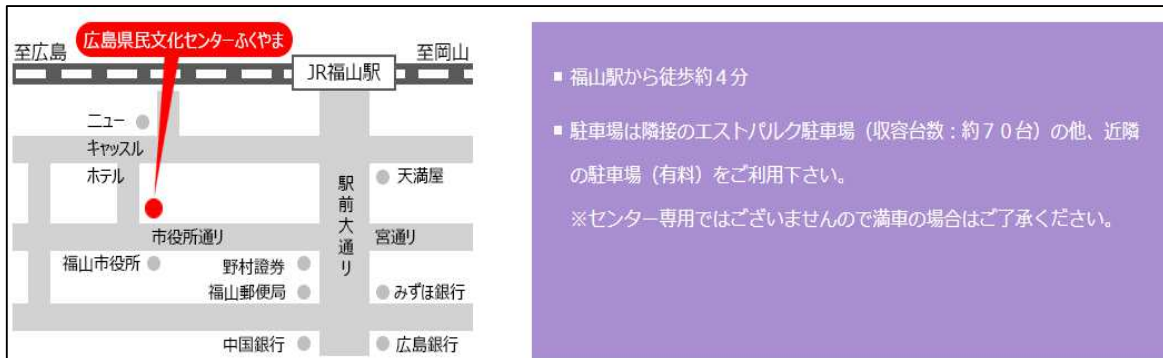 広島県民文化センターふくやま
至広島
至岡山
JR福山駅
ニュー
キャッスル
ホテル
駅前大通り
天満屋
市役所通り
宮通り
福山市役所
野村證券
福山郵便局
みずほ銀行
中国銀行
広島銀行
■ 福山駅から徒歩約４分
■ 駐車場は隣接のエストパルク駐車場（収容台数：約７０台）の他、近隣
の駐車場（有料）をご利用下さい。
※センター専用ではございませんので満車の場合はご了承ください。